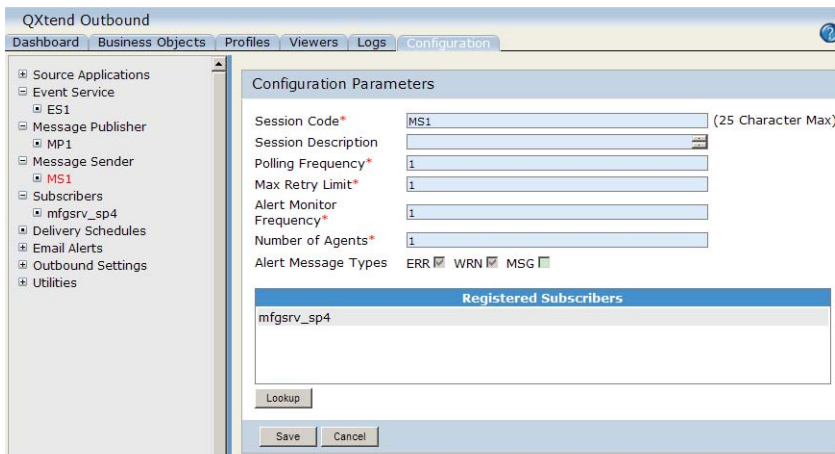 QXtend Outbound
Dashboard Business Objects Profiles Viewers Logs Configuration
Source Applications
Event Service
ES1
Message Publisher
MP1
Message Sender
MS1
Subscribers
mfgsrv_sp4
Delivery Schedules
Email Alerts
Outbound Settings
Utilities
Configuration Parameters
Session Code* MS1 (25 Character Max)
Session Description
Polling Frequency* 1
Max Retry Limit* 1
Alert Monitor
Frequency* 1
Number of Agents* 1
Alert Message Types ERR WRN MSG
Registered Subscribers
mfgsrv_sp4
Lookup
Save Cancel